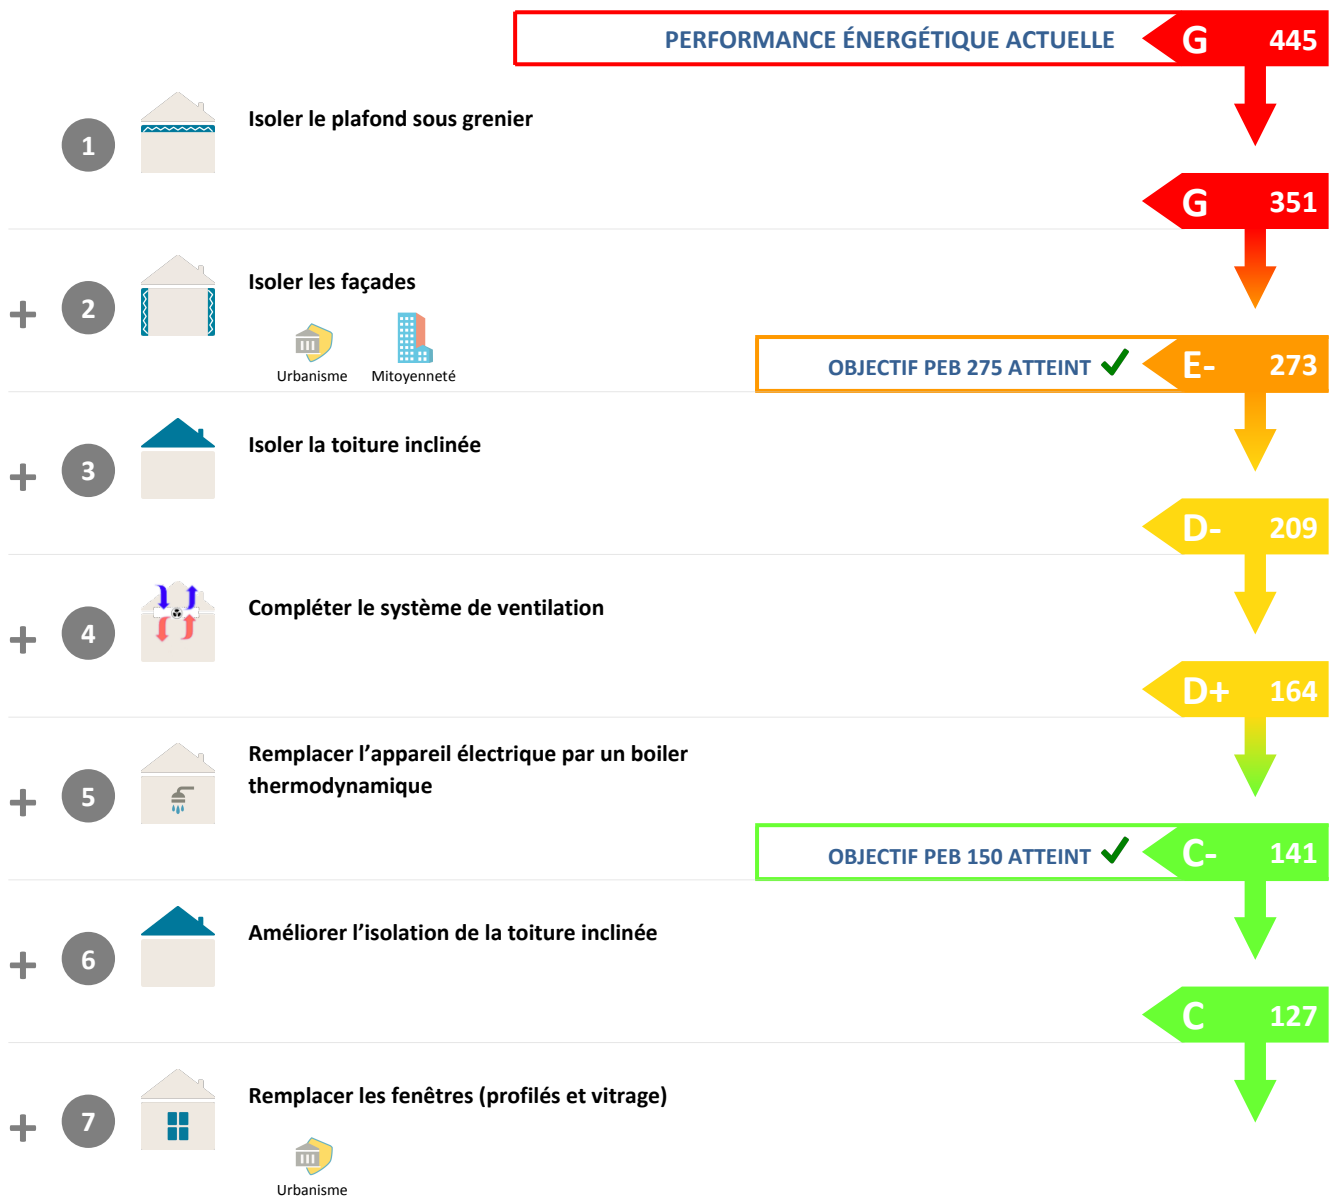 PERFORMANCE ÉNERGÉTIQUE ACTUELLE G 445
1 Isoler le plafond sous grenier
G 351
+ 2 Isoler les façades
Urbanisme Mitoyenneté
OBJECTIF PEB 275 ATTEINT E- 273
+ 3 Isoler la toiture inclinée
D- 209
+ 4 Compléter le système de ventilation
D+ 164
+ 5 Remplacer l’appareil électrique par un boiler
thermodynamique
OBJECTIF PEB 150 ATTEINT C- 141
+ 6 Améliorer l’isolation de la toiture inclinée
C 127
+ 7 Remplacer les fenêtres (profilés et vitrage)
Urbanisme